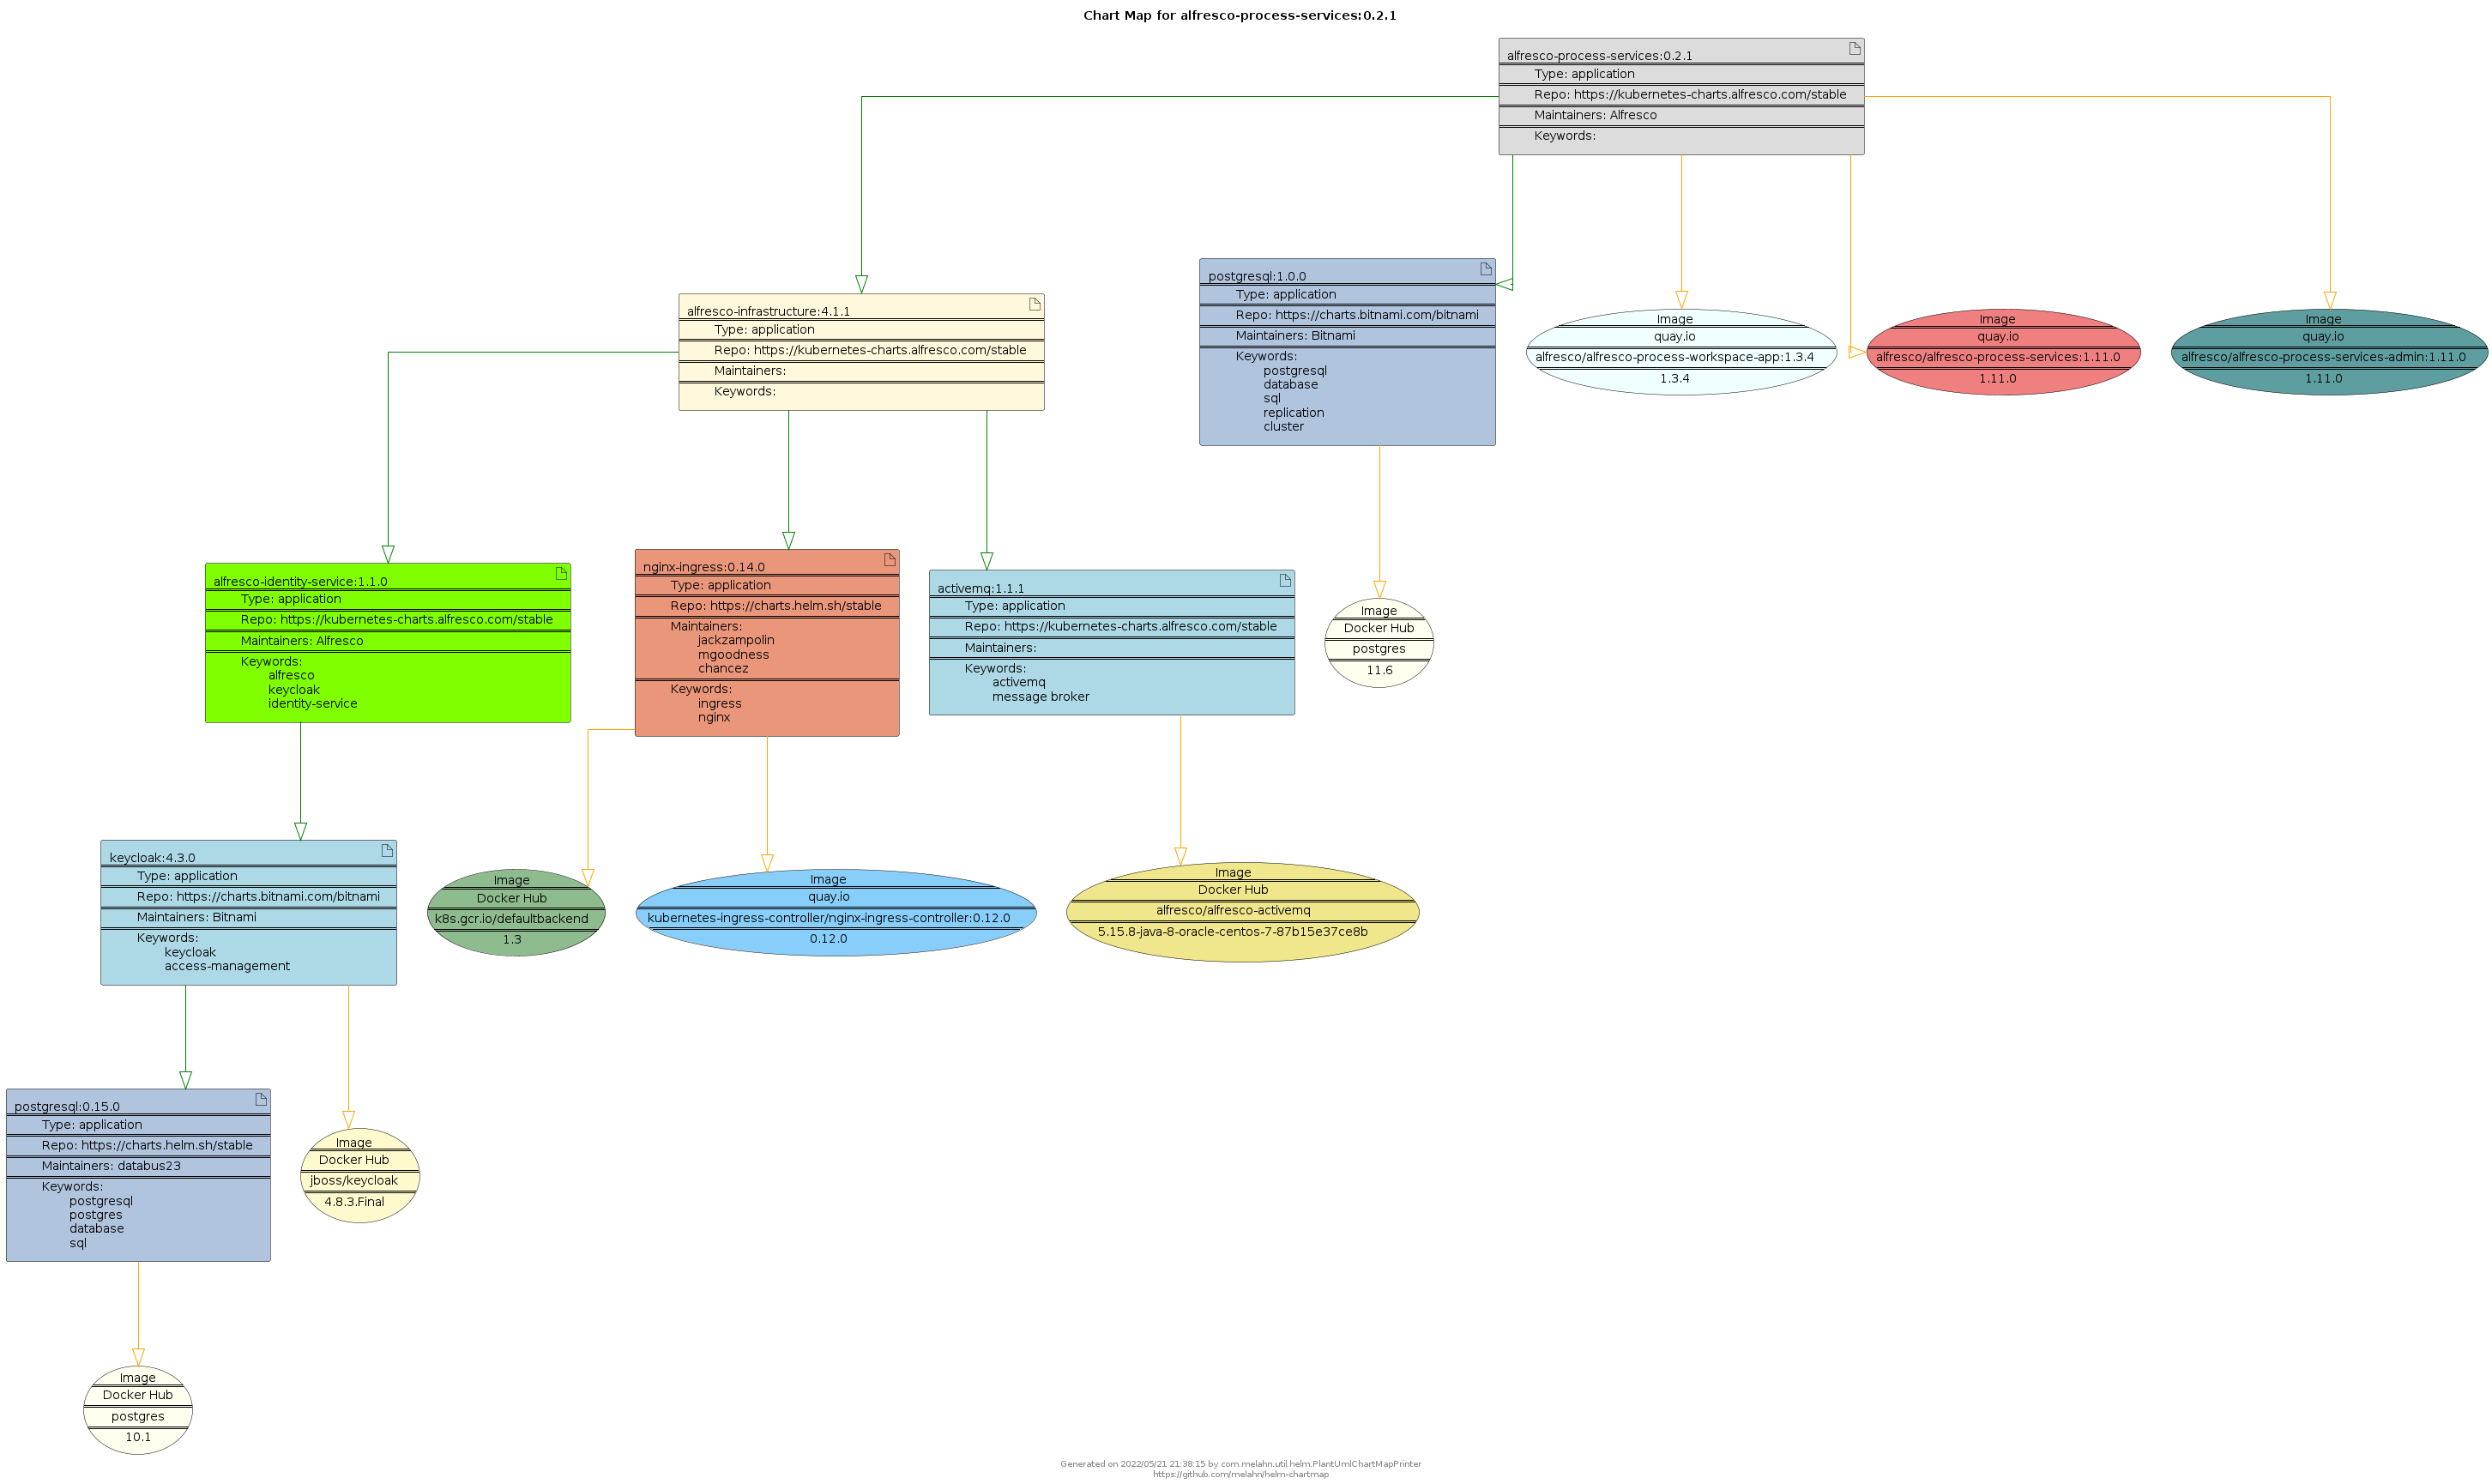 Chart Map for alfresco-process-services:0.2.1
alfresco-process-services:0.2.1
Type: application
Repo: https://kubernetes-charts.alfresco.com/stable
Maintainers: Alfresco
Keywords:
postgresql:1.0.0
Type: application
Repo: https://charts.bitnami.com/bitnami
Maintainers: Bitnami
Keywords:
postgresql
database
sql
replication
cluster
alfresco-infrastructure:4.1.1
Type: application
Repo: https://kubernetes-charts.alfresco.com/stable
Maintainers:
Keywords:
Image
quay.io
alfresco/alfresco-process-workspace-app:1.3.4
1.3.4
Image
quay.io
alfresco/alfresco-process-services:1.11.0
1.11.0
Image
quay.io
alfresco/alfresco-process-services-admin:1.11.0
1.11.0
alfresco-identity-service:1.1.0
Type: application
Repo: https://kubernetes-charts.alfresco.com/stable
Maintainers: Alfresco
Keywords:
alfresco
keycloak
identity-service
nginx-ingress:0.14.0
Type: application
Repo: https://charts.helm.sh/stable
Maintainers:
jackzampolin
mgoodness
chancez
Keywords:
ingress
nginx
activemq:1.1.1
Type: application
Repo: https://kubernetes-charts.alfresco.com/stable
Maintainers:
Keywords:
activemq
message broker
Image
Docker Hub
postgres
11.6
keycloak:4.3.0
Type: application
Repo: https://charts.bitnami.com/bitnami
Maintainers: Bitnami
Keywords:
keycloak
access-management
Image
Docker Hub
k8s.gcr.io/defaultbackend
1.3
Image
quay.io
kubernetes-ingress-controller/nginx-ingress-controller:0.12.0
0.12.0
Image
Docker Hub
alfresco/alfresco-activemq
5.15.8-java-8-oracle-centos-7-87b15e37ce8b
postgresql:0.15.0
Type: application
Repo: https://charts.helm.sh/stable
Maintainers: databus23
Keywords:
postgresql
postgres
database
sql
Image
Docker Hub
jboss/keycloak
4.8.3.Final
Image
Docker Hub
postgres
10.1
Generated on 2022/05/21 21:38:15 by com.melahn.util.helm.PlantUmlChartMapPrinter
https://github.com/melahn/helm-chartmap